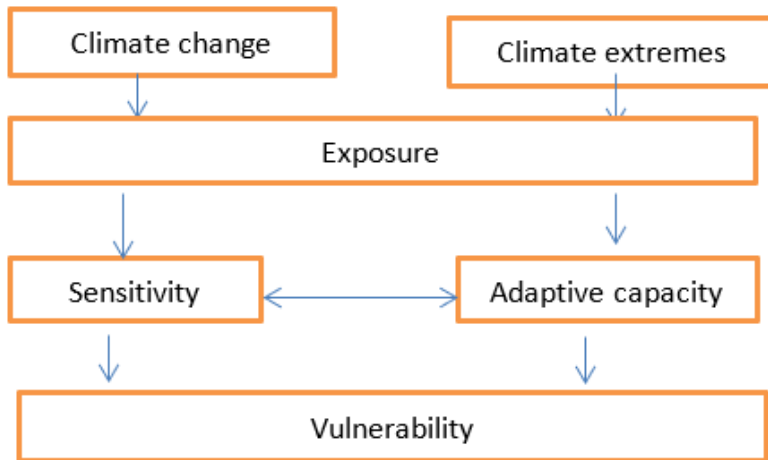 Climate change
Climate extremes
Exposure
Sensitivity
Adaptive capacity
Vulnerability